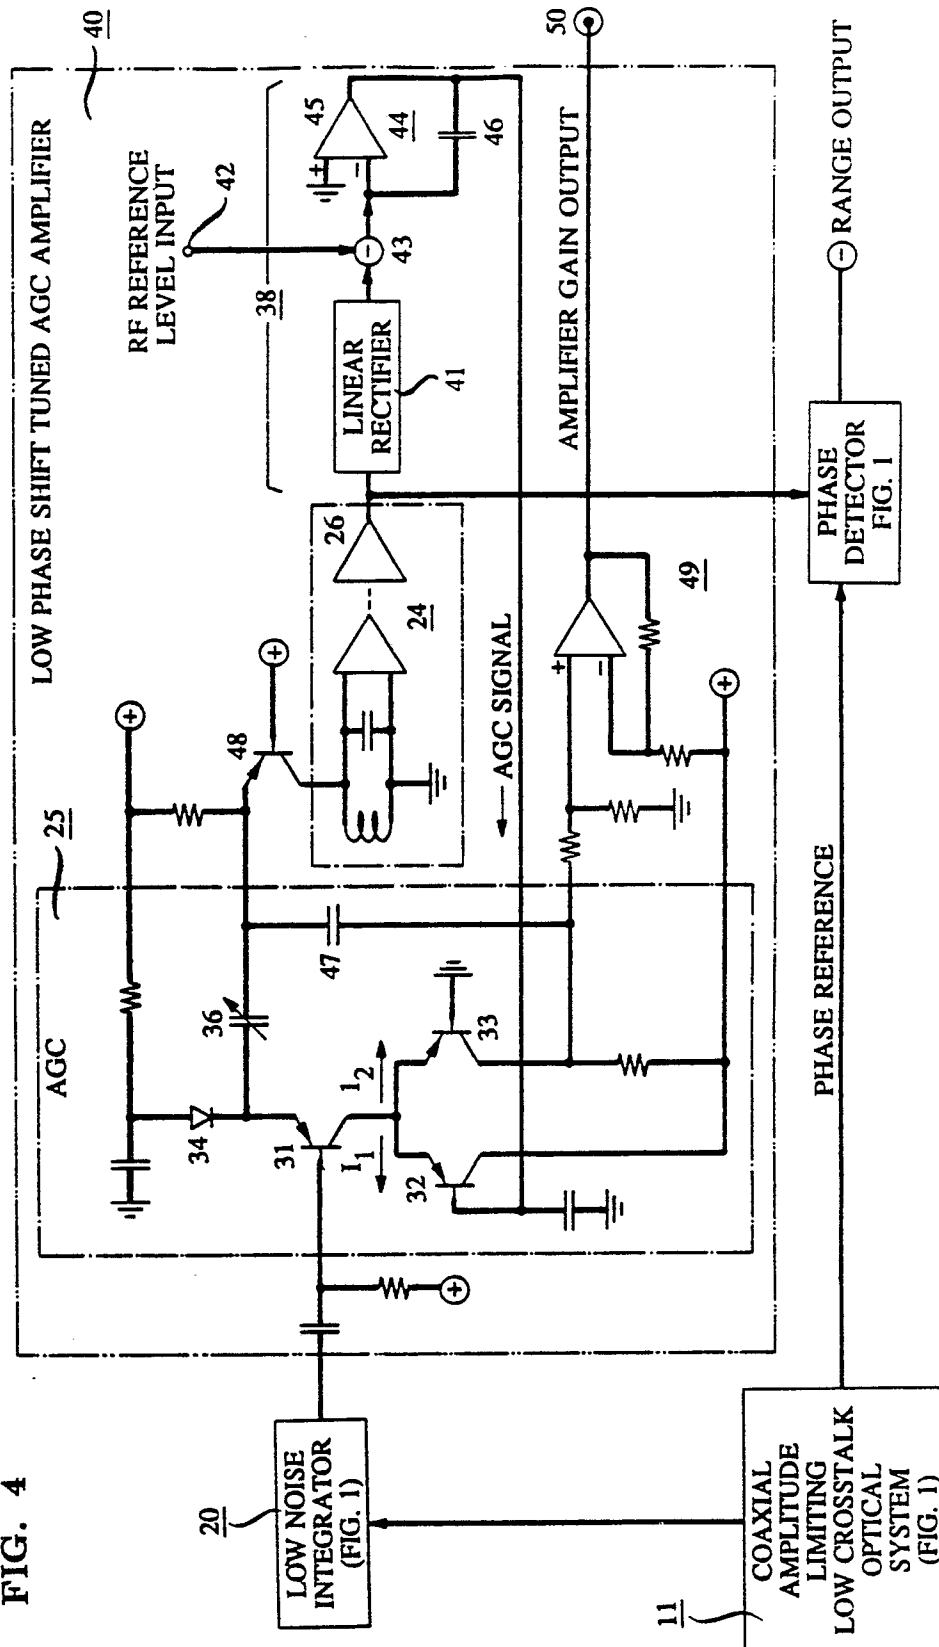 FIG. 4
LOW PHASE SHIFT TUNED AGC AMPLIFIER
40
RF REFERENCE
LEVEL INPUT
42
38
45
+
−
44
46
−
43
LINEAR
RECTIFIER
41
26
24
48
+
+
25
AGC
36
47
34
31
I1
I2
32
33
← AGC SIGNAL
+
−
49
AMPLIFIER GAIN OUTPUT
50
+
+
20
LOW NOISE
INTEGRATOR
(FIG. 1)
11
COAXIAL
AMPLITUDE
LIMITING
LOW CROSSTALK
OPTICAL
SYSTEM
(FIG. 1)
PHASE REFERENCE
PHASE
DETECTOR
FIG. 1
− RANGE OUTPUT